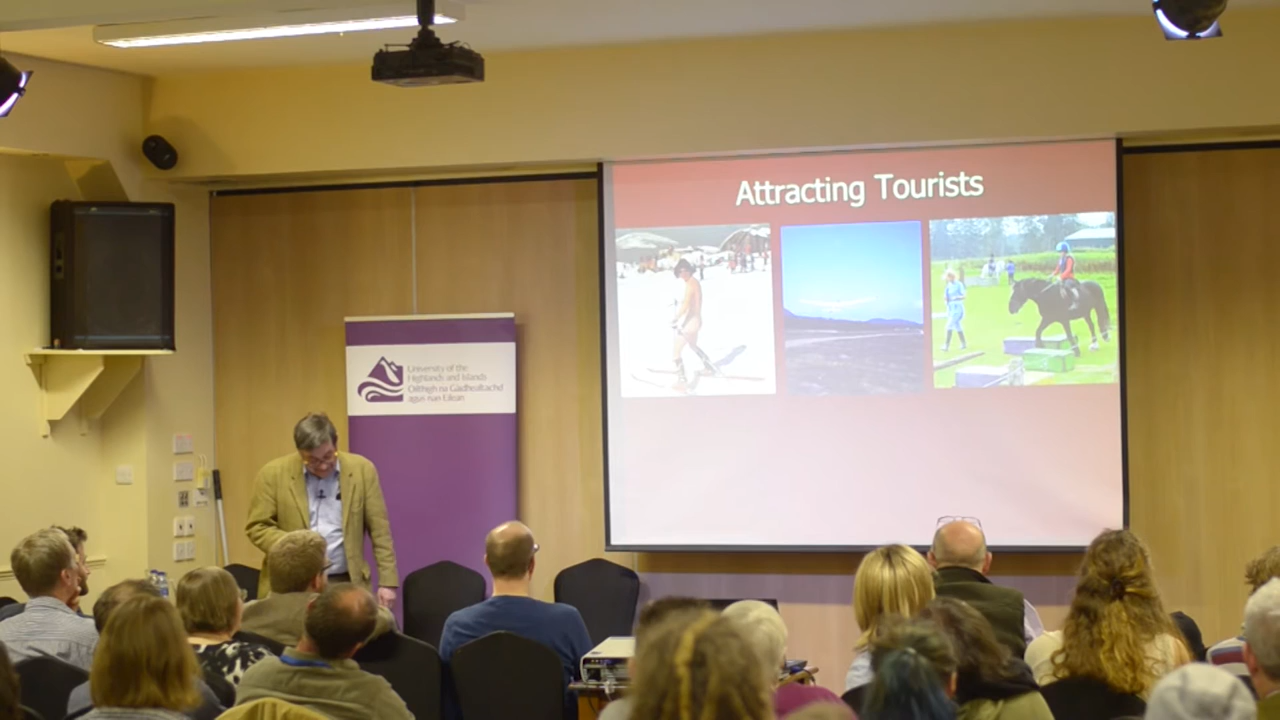 Attracting Tourists
University of the
Highlands and Islands
Oilthigh na Gàidhealtachd
agus nan Eilean